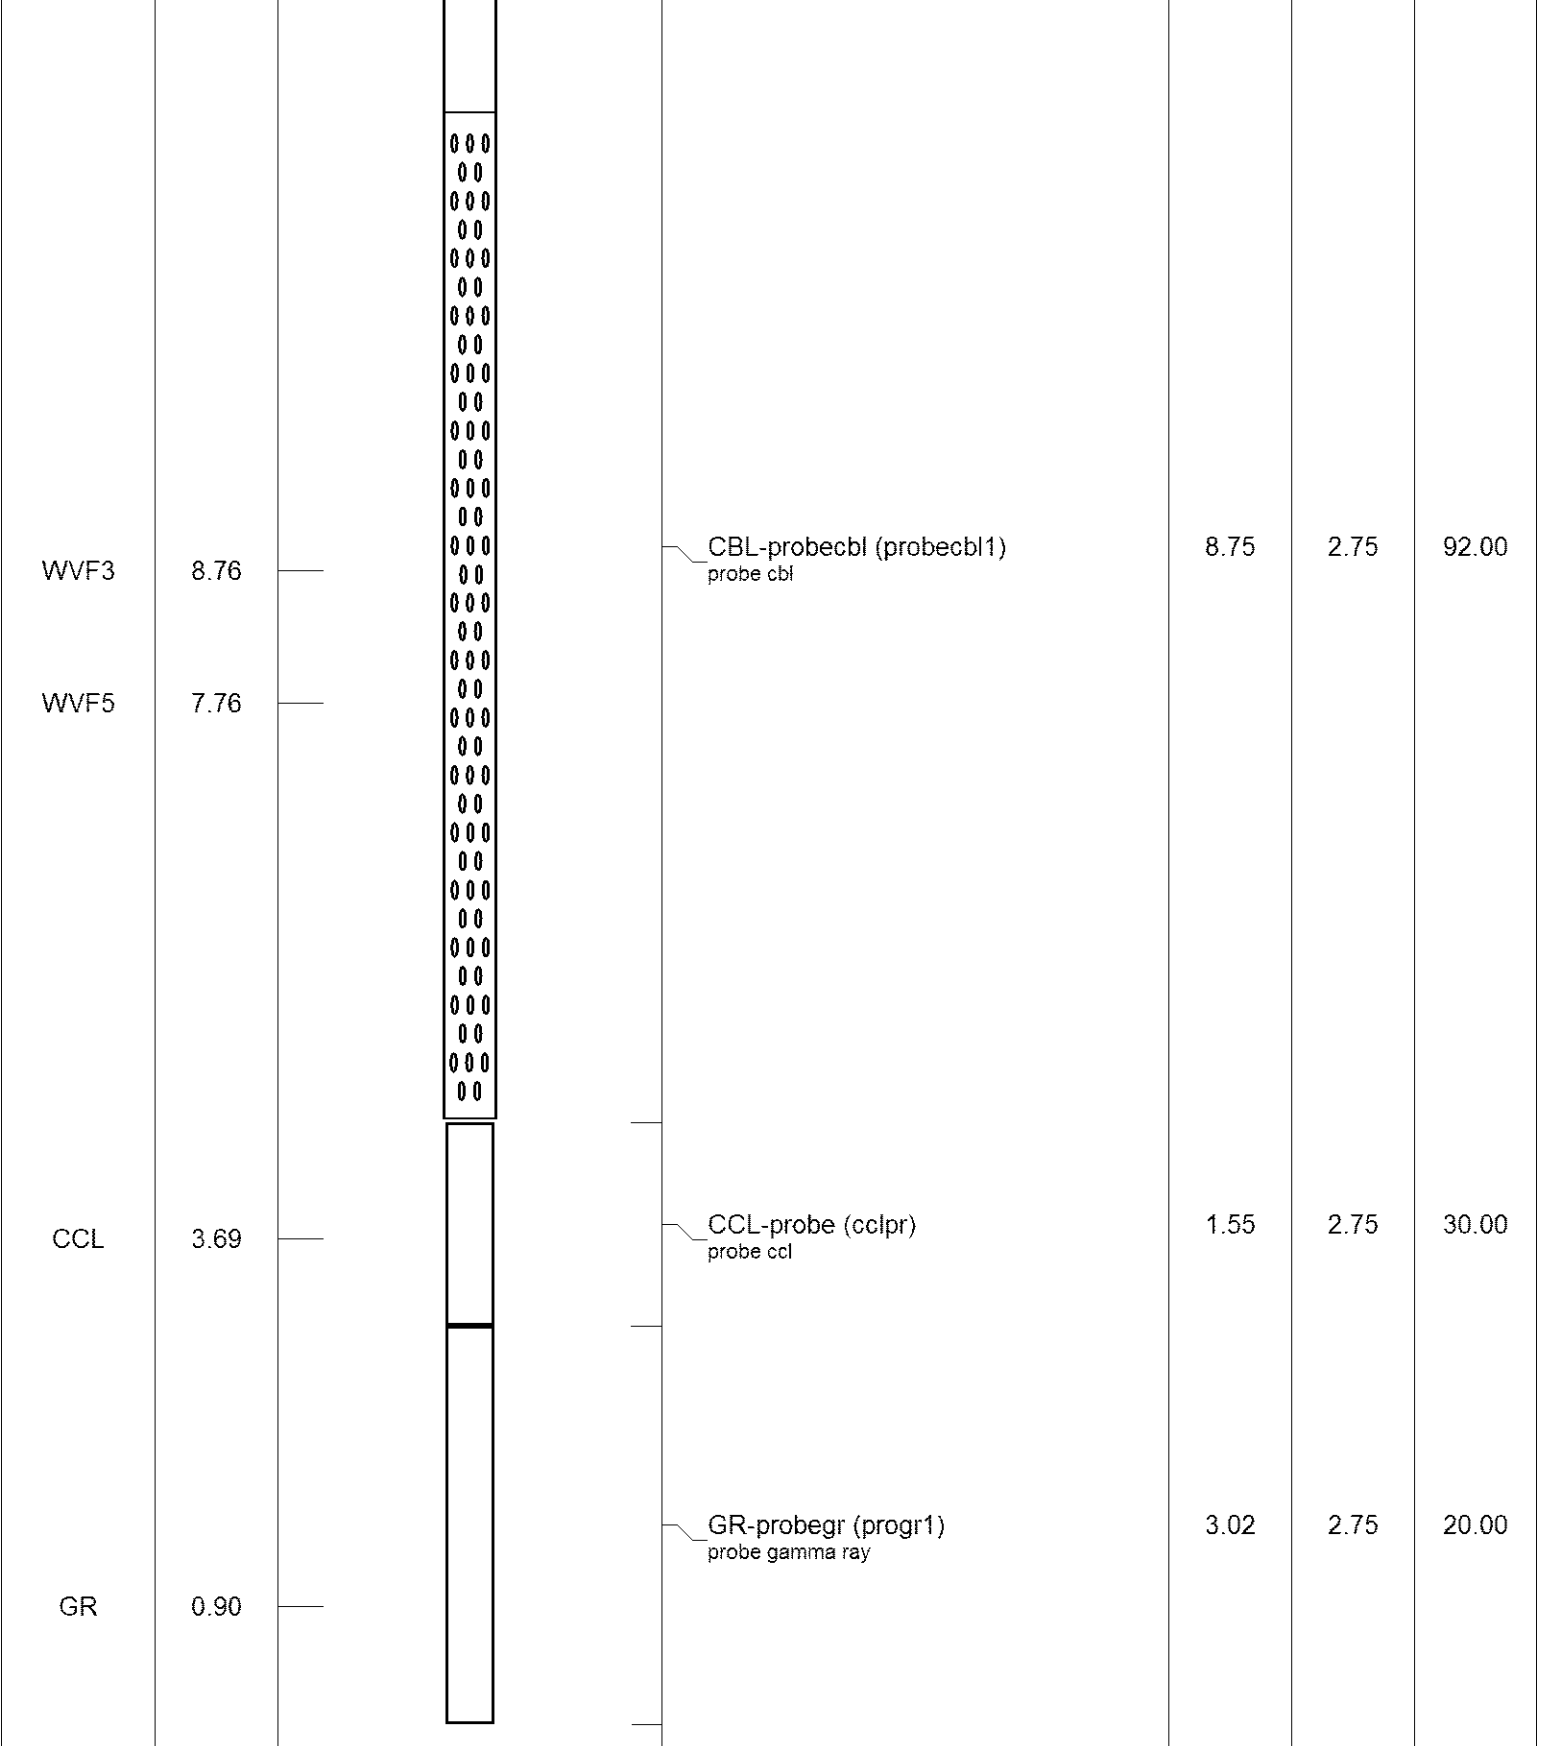 CBL-probecbl (probecbl1) 8.75 2.75 92.00
WVF3 8.76 probe cbl
WVF5 7.76
CCL-probe (cclpr) 1.55 2.75 30.00
CCL 3.69 probe ccl
GR-probegr (progr1) 3.02 2.75 20.00
probe gamma ray
GR 0.90